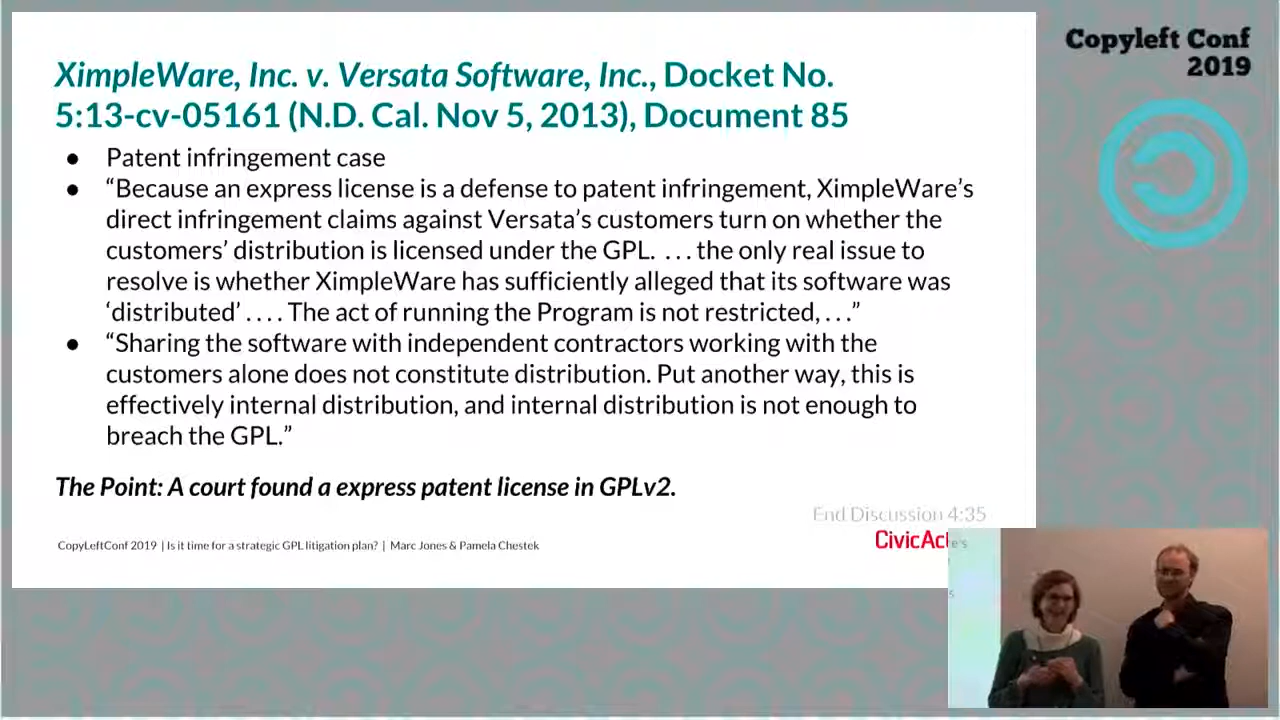 XimpleWare, Inc. v. Versata Software, Inc., Docket No.
5:13-cv-05161 (N.D. Cal. Nov 5, 2013), Document 85
● Patent infringement case
● “Because an express license is a defense to patent infringement, XimpleWare’s
direct infringement claims against Versata’s customers turn on whether the
customers’ distribution is licensed under the GPL. . . . the only real issue to
resolve is whether XimpleWare has sufficiently alleged that its software was
‘distributed’ . . . . The act of running the Program is not restricted, . . .”
● “Sharing the software with independent contractors working with the
customers alone does not constitute distribution. Put another way, this is
effectively internal distribution, and internal distribution is not enough to
breach the GPL.”
The Point: A court found a express patent license in GPLv2.
End Discussion 4:35
CopyLeftConf 2019 | Is it time for a strategic GPL litigation plan? | Marc Jones & Pamela Chestek
CivicAct
Copyleft Conf
2019